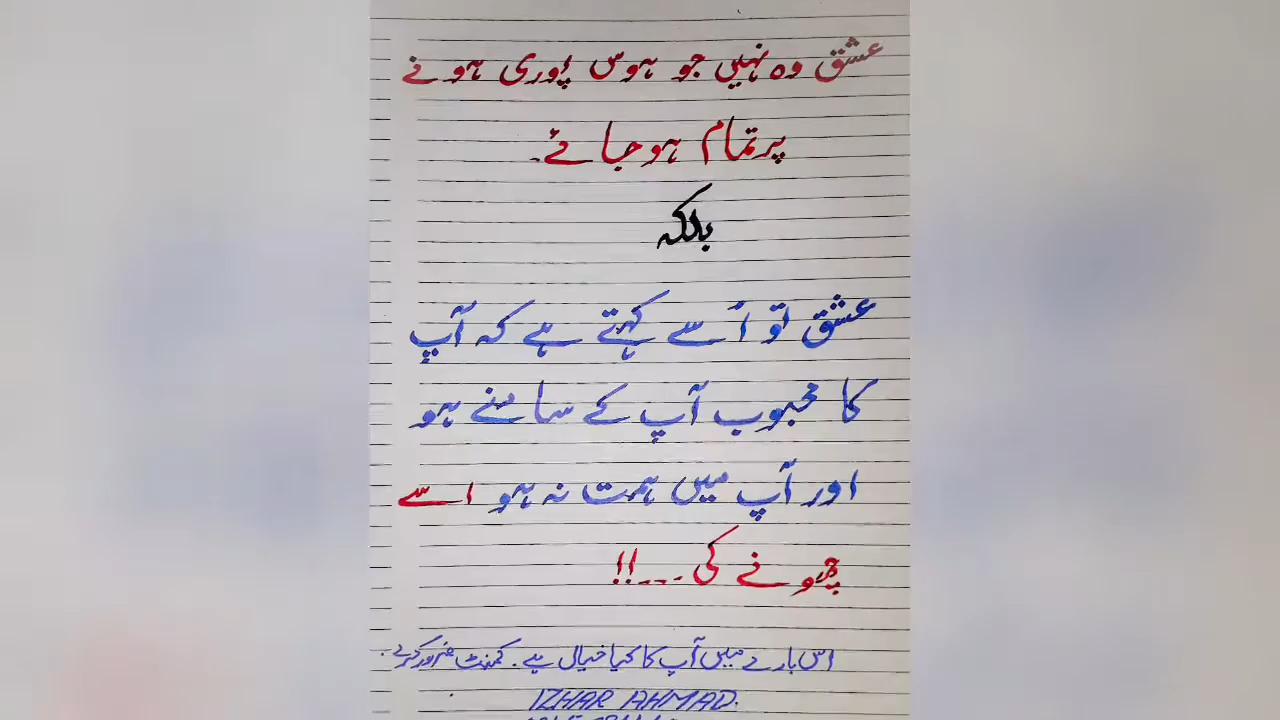 عشق وہ نہیں جو ہوس پوری ہونے
پر تمام ہو جائے۔
بلکہ
عشق تو اُسے کہتے ہے کہ آپ
کا محبوب آپ کے سامنے ہو
اور آپ میں ہمت نہ ہو اسے
چھونے کی...!!
اس بارے میں آپ کا کیا خیال ہے۔ کمنٹ ضرور کرے۔
IZHAR AHMAD.